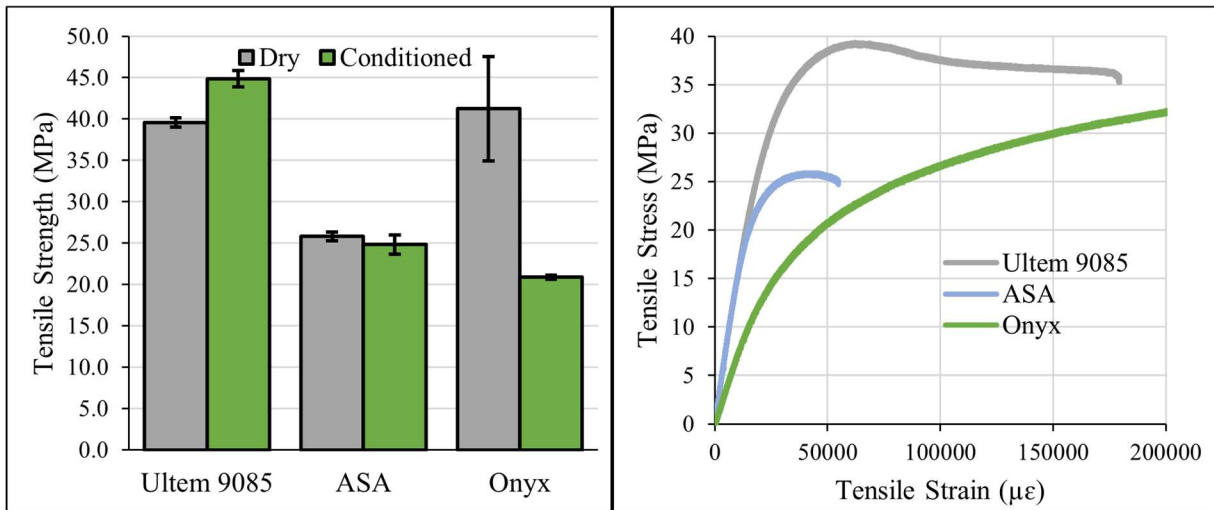 Tensile Strength (MPa)
50.0
45.0
40.0
35.0
30.0
25.0
20.0
15.0
10.0
5.0
0.0
Dry Conditioned
Ultem 9085 ASA Onyx
Tensile Stress (MPa)
40
35
30
25
20
15
10
5
0
Ultem 9085
ASA
Onyx
0 50000 100000 150000 200000
Tensile Strain (µε)